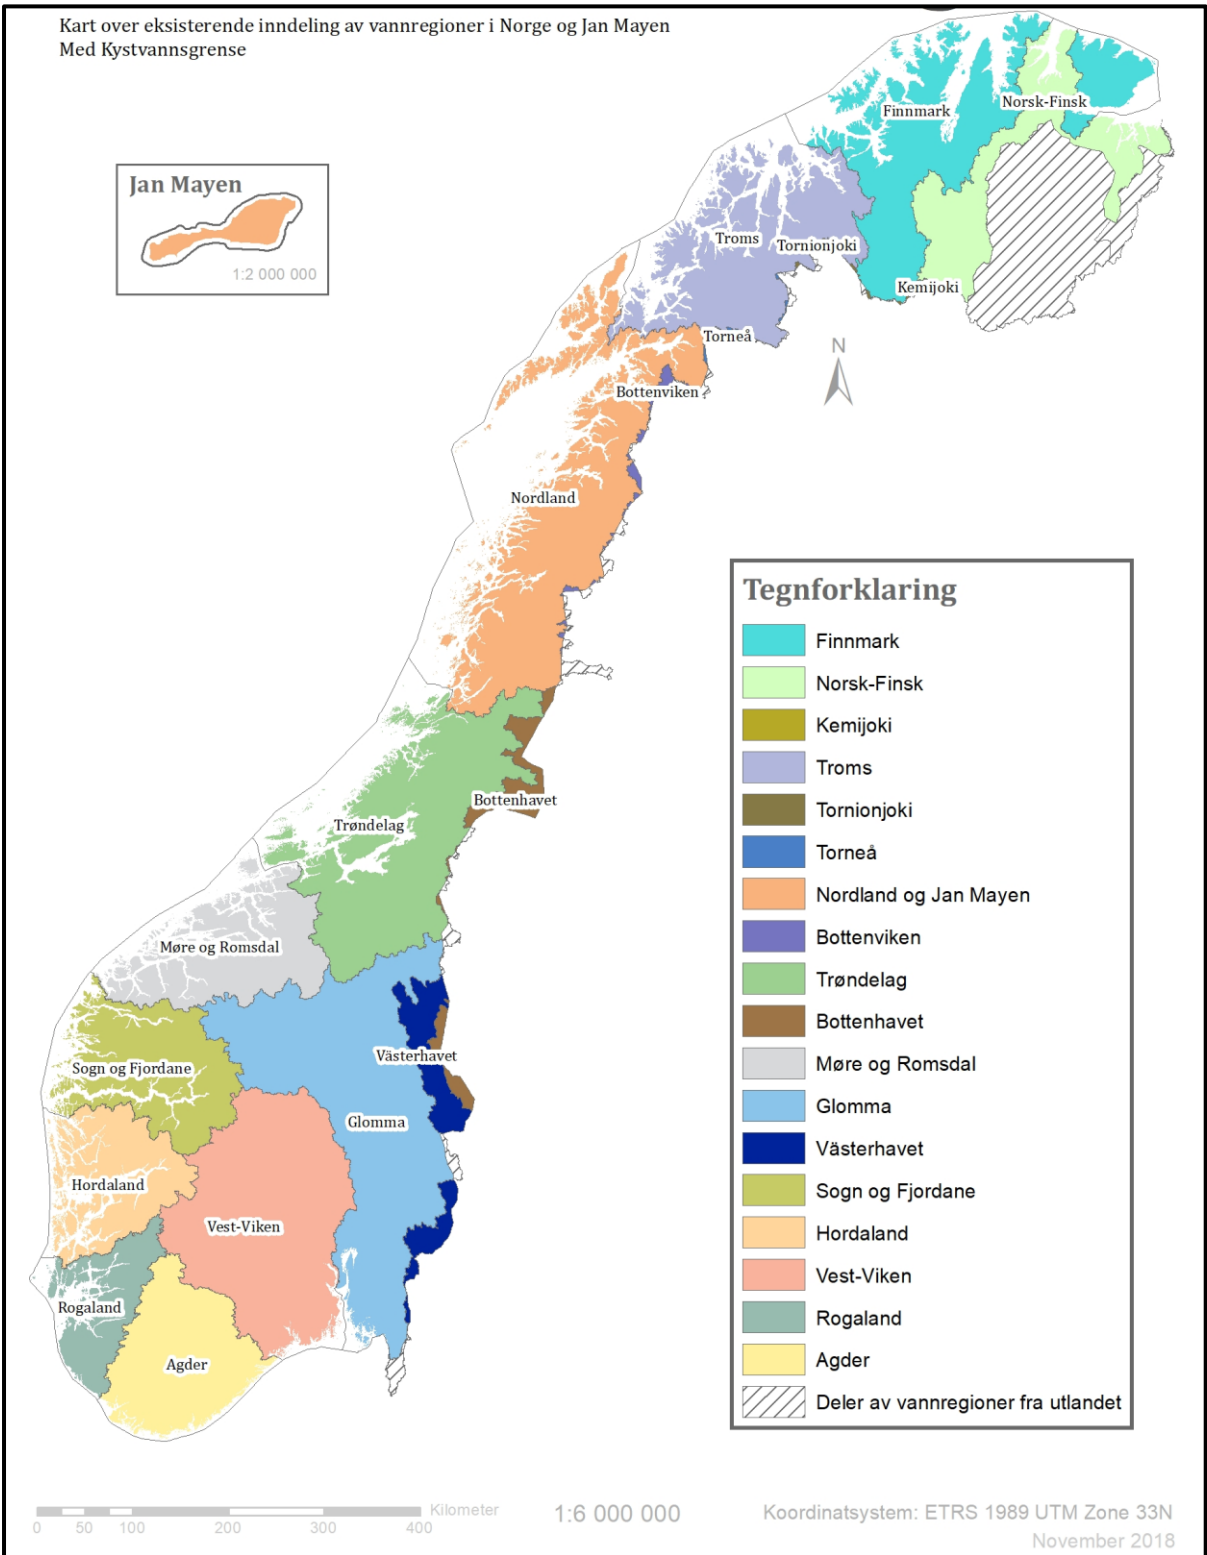 Kart over eksisterende inndeling av vannregioner i Norge og Jan Mayen
Med Kystvannsgrense
Jan Mayen
1:2 000 000
Finnmark
Norsk-Finsk
Troms
Tornionjoki
Kemijoki
Torneå
N
Bottenviken
Nordland
Bottenhavet
Trøndelag
Møre og Romsdal
Västerhavet
Sogn og Fjordane
Glomma
Hordaland
Vest-Viken
Rogaland
Agder
Tegnforklaring
Finnmark
Norsk-Finsk
Kemijoki
Troms
Tornionjoki
Torneå
Nordland og Jan Mayen
Bottenviken
Trøndelag
Bottenhavet
Møre og Romsdal
Glomma
Västerhavet
Sogn og Fjordane
Hordaland
Vest-Viken
Rogaland
Agder
Deler av vannregioner fra utlandet
Kilometer
0 50 100 200 300 400
1:6 000 000
Koordinatsystem: ETRS 1989 UTM Zone 33N
November 2018